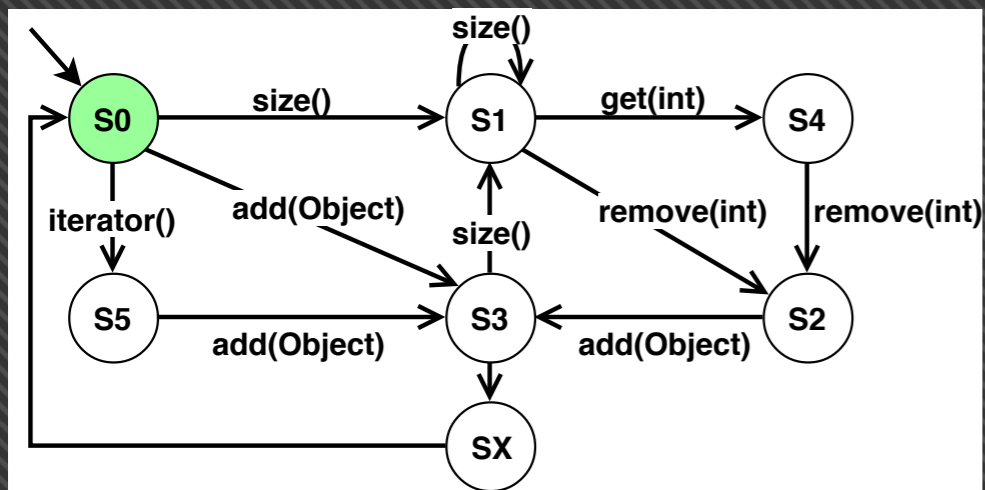 size()
S0
size()
S1
get(int)
S4
iterator()
add(Object)
size()
remove(int)
remove(int)
S5
add(Object)
S3
add(Object)
S2
SX